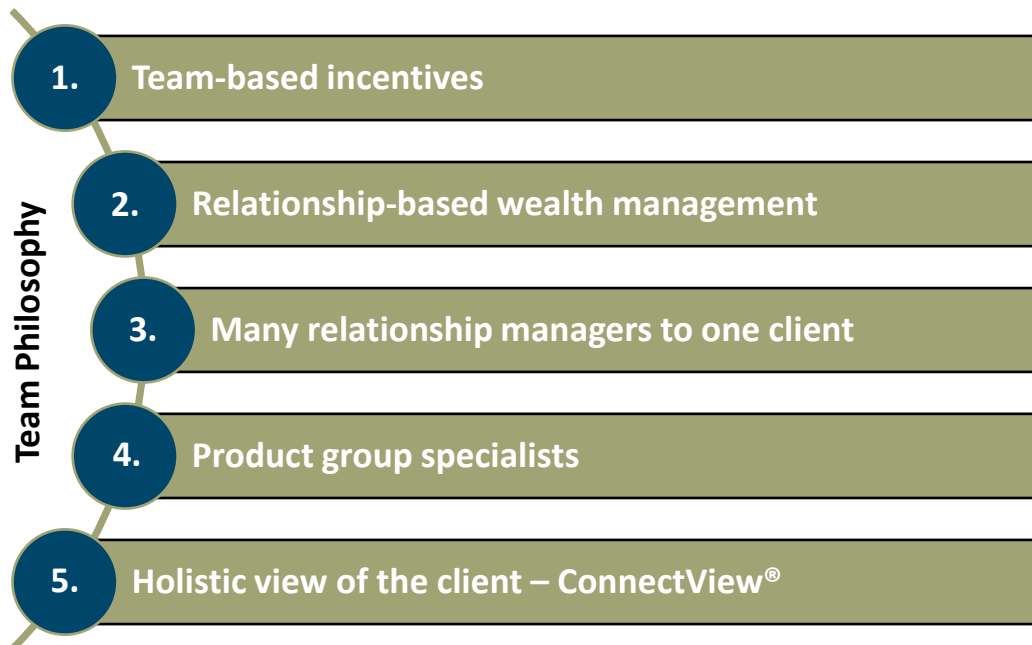 Team Philosophy
1. Team-based incentives
2. Relationship-based wealth management
3. Many relationship managers to one client
4. Product group specialists
5. Holistic view of the client – ConnectView®